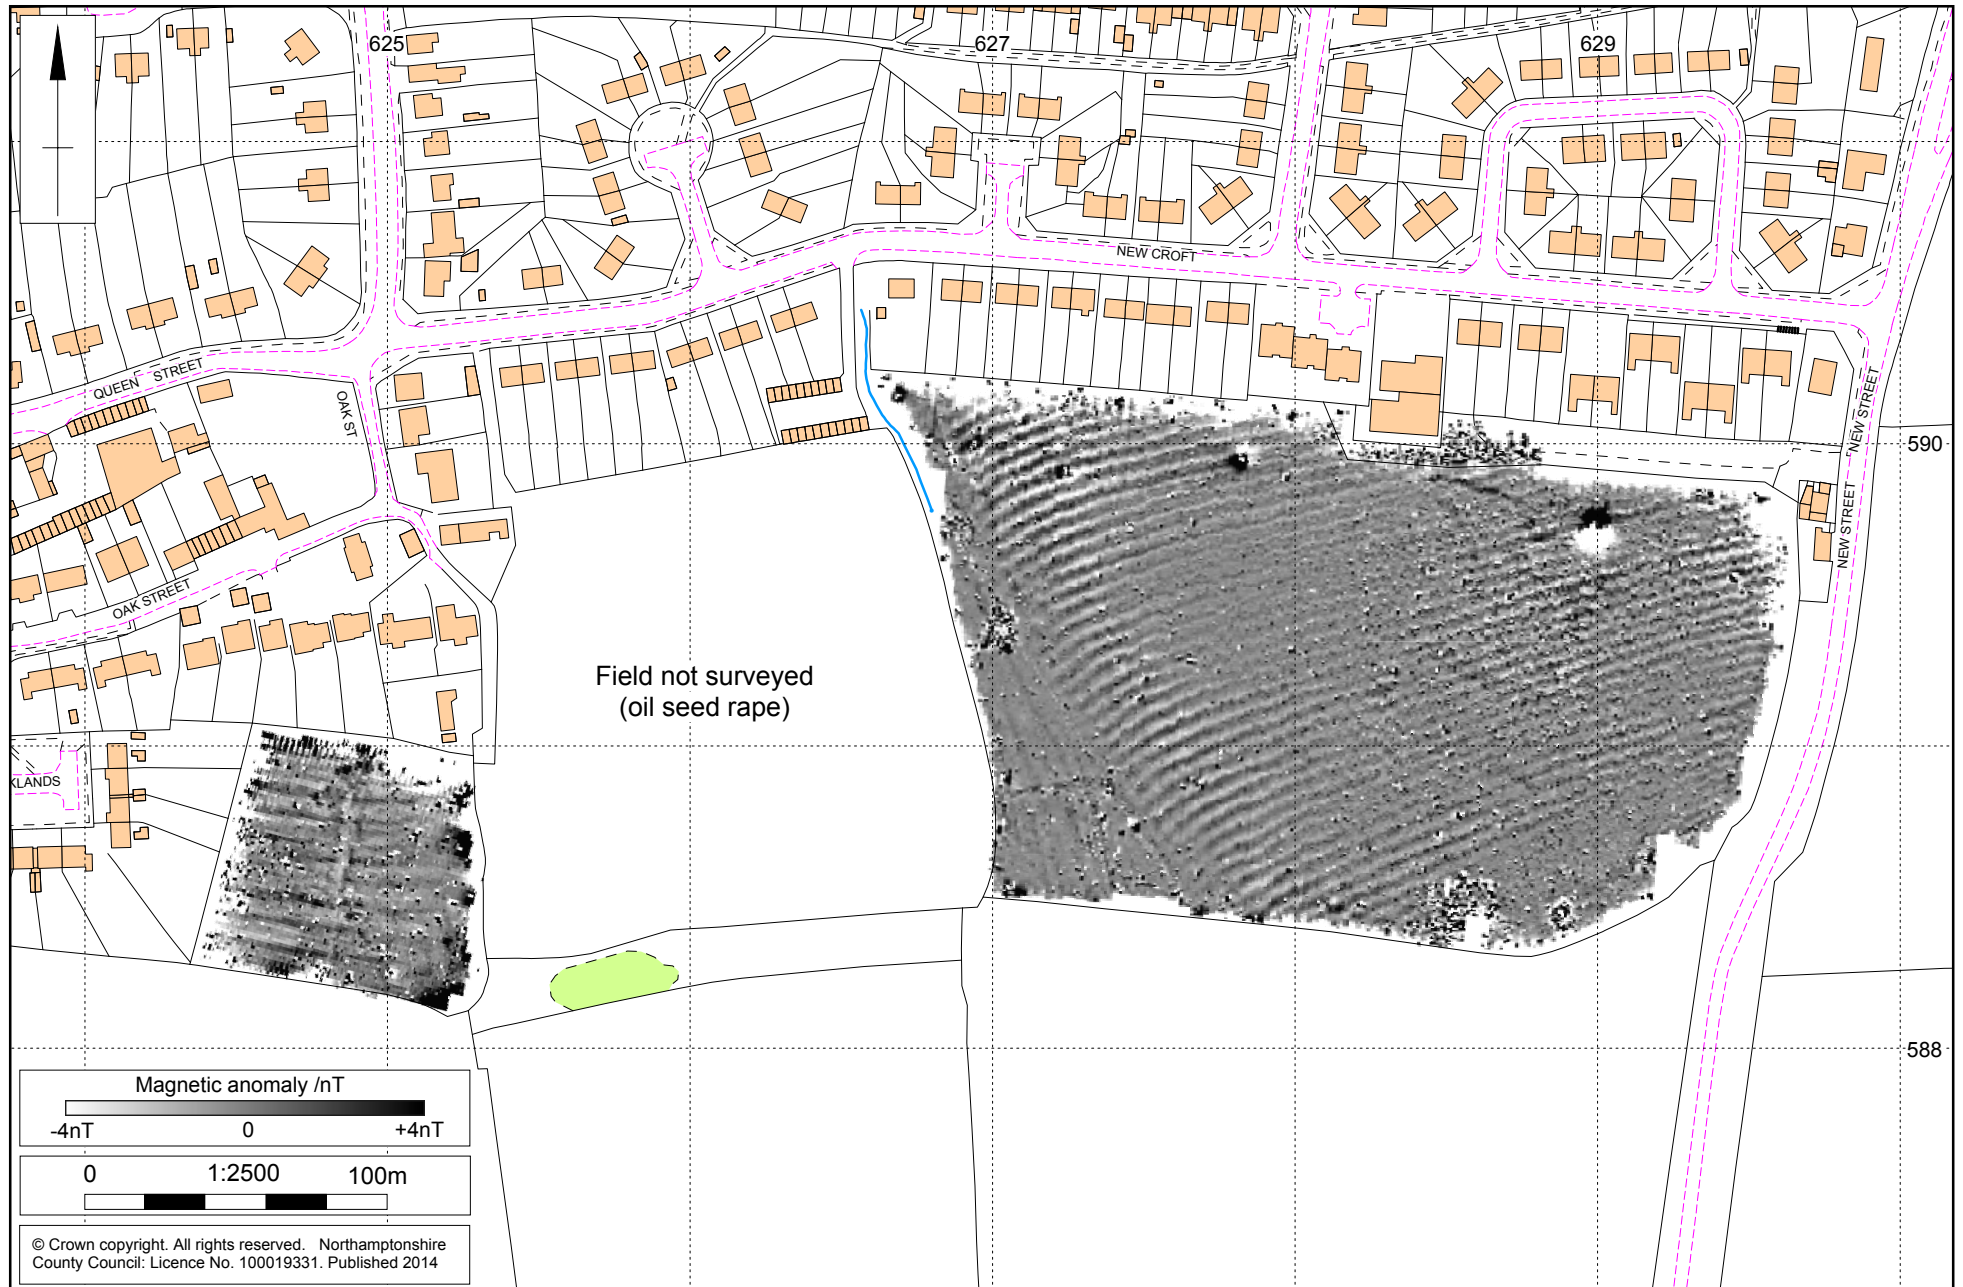 625
627
629
NEW CROFT
QUEEN STREET
OAK ST
NEW STREET
590
NEW STREET
OAK STREET
Field not surveyed
(oil seed rape)
KLANDS
588
Magnetic anomaly /nT
-4nT 0 +4nT
0 1:2500 100m
© Crown copyright. All rights reserved. Northamptonshire
County Council: Licence No. 100019331. Published 2014